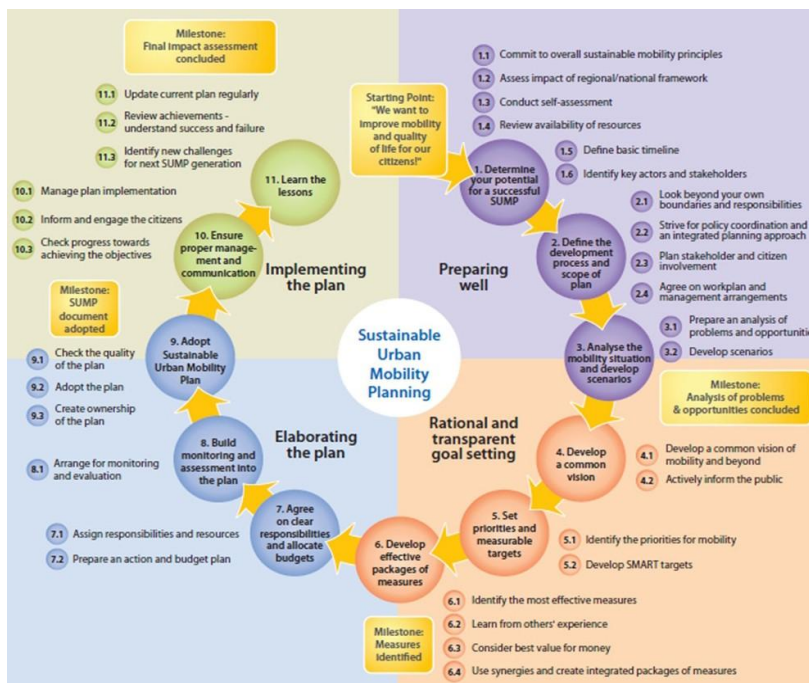 Milestone:
Final impact assessment
concluded
11.1 Update current plan regularly
11.2 Review achievements -
understand success and failure
11.3 Identify new challenges
for next SUMP generation
11. Learn the
lessons
10.1 Manage plan implementation
10.2 Inform and engage the citizens
10.3 Check progress towards
achieving the objectives
10. Ensure
proper manage-
ment and
communication
Implementing
the plan
Starting Point:
"We want to
improve mobility
and quality
of life for our
citizens!"
1.1 Commit to overall sustainable mobility principles
1.2 Assess impact of regional/national framework
1.3 Conduct self-assessment
1.4 Review availability of resources
1.5 Define basic timeline
1.6 Identify key actors and stakeholders
1. Determine
your potential
for a successful
SUMP
2.1 Look beyond your own
boundaries and responsibilities
2.2 Strive for policy coordination and
an integrated planning approach
2.3 Plan stakeholder and citizen
involvement
2.4 Agree on workplan and
management arrangements
2. Define the
development
process and
scope of
plan
Preparing
well
3.1 Prepare an analysis of
problems and opportunitie
3.2 Develop scenarios
3. Analyse the
mobility situation
and develop
scenarios
Milestone:
Analysis of problems
& opportunities concluded
Sustainable
Urban
Mobility
Planning
Rational and
transparent
goal setting
4. Develop
a common
vision
4.1 Develop a common vision of
mobility and beyond
4.2 Actively inform the public
5. Set
priorities and
measurable
targets
5.1 Identify the priorities for mobility
5.2 Develop SMART targets
6. Develop
effective
packages of
measures
6.1 Identify the most effective measures
6.2 Learn from others' experience
6.3 Consider best value for money
6.4 Use synergies and create integrated packages of measures
Milestone:
Measures
identified
Elaborating
the plan
7. Agree
on clear
responsibilities
and allocate
budgets
7.1 Assign responsibilities and resources
7.2 Prepare an action and budget plan
8. Build
monitoring and
assessment into
the plan
8.1 Arrange for monitoring
and evaluation
9. Adopt
Sustainable
Urban Mobility
Plan
9.1 Check the quality
of the plan
9.2 Adopt the plan
9.3 Create ownership
of the plan
Milestone:
SUMP
document
adopted